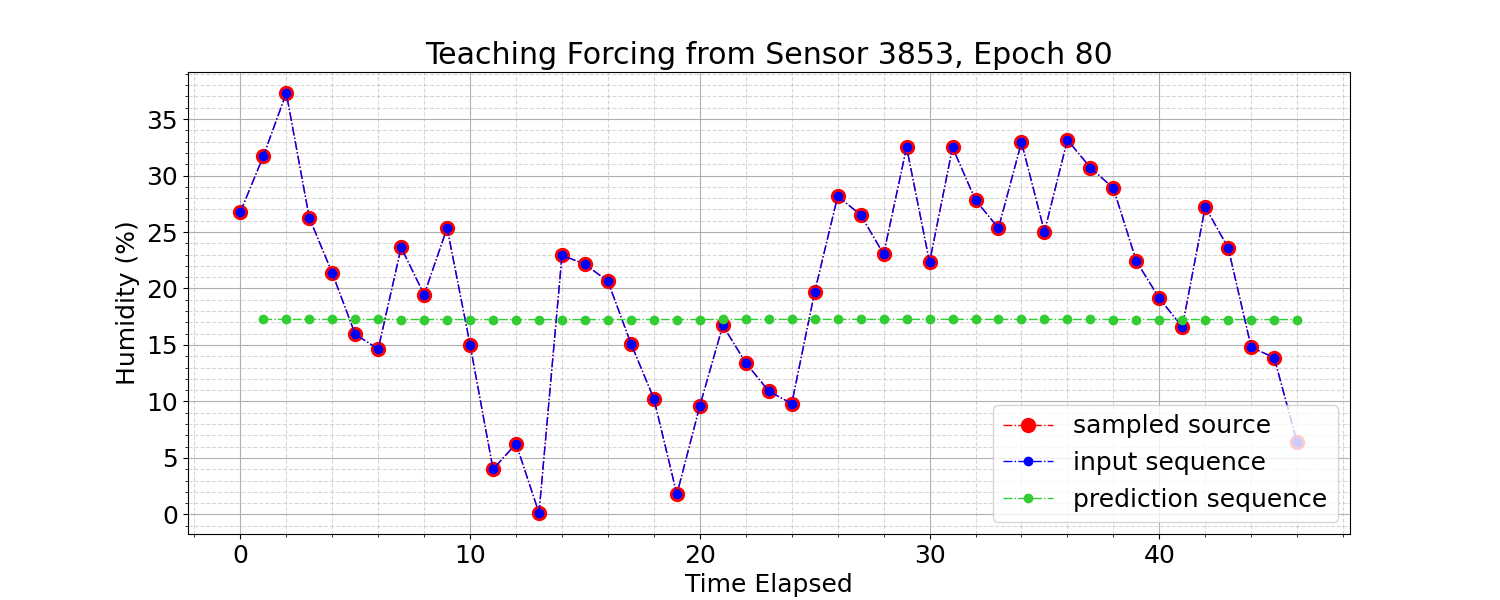 Teaching Forcing from Sensor 3853, Epoch 80
Humidity (%)
35
30
25
20
15
10
5
0
sampled source
input sequence
prediction sequence
0 10 20 30 40
Time Elapsed